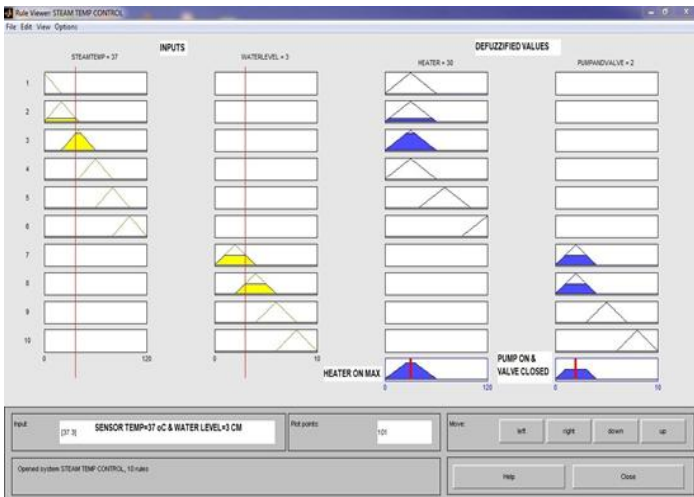 Rule Viewer: STEAM TEMP CONTROL
File Edit View Options
INPUTS
DEFUZZIFIED VALUES
STEAMTEMP = 37
WATERLEVEL = 3
HEATER = 30
PUMPANDVALVE = 2
1
2
3
4
5
6
7
8
9
10
0 120
0 10
HEATER ON MAX
0 120
PUMP ON &
VALVE CLOSED
0 10
Input:
[37 3]
SENSOR TEMP=37 oC & WATER LEVEL=3 CM
Plot points:
101
Move:
left
right
down
up
Opened system STEAM TEMP CONTROL, 10 rules
Help
Close